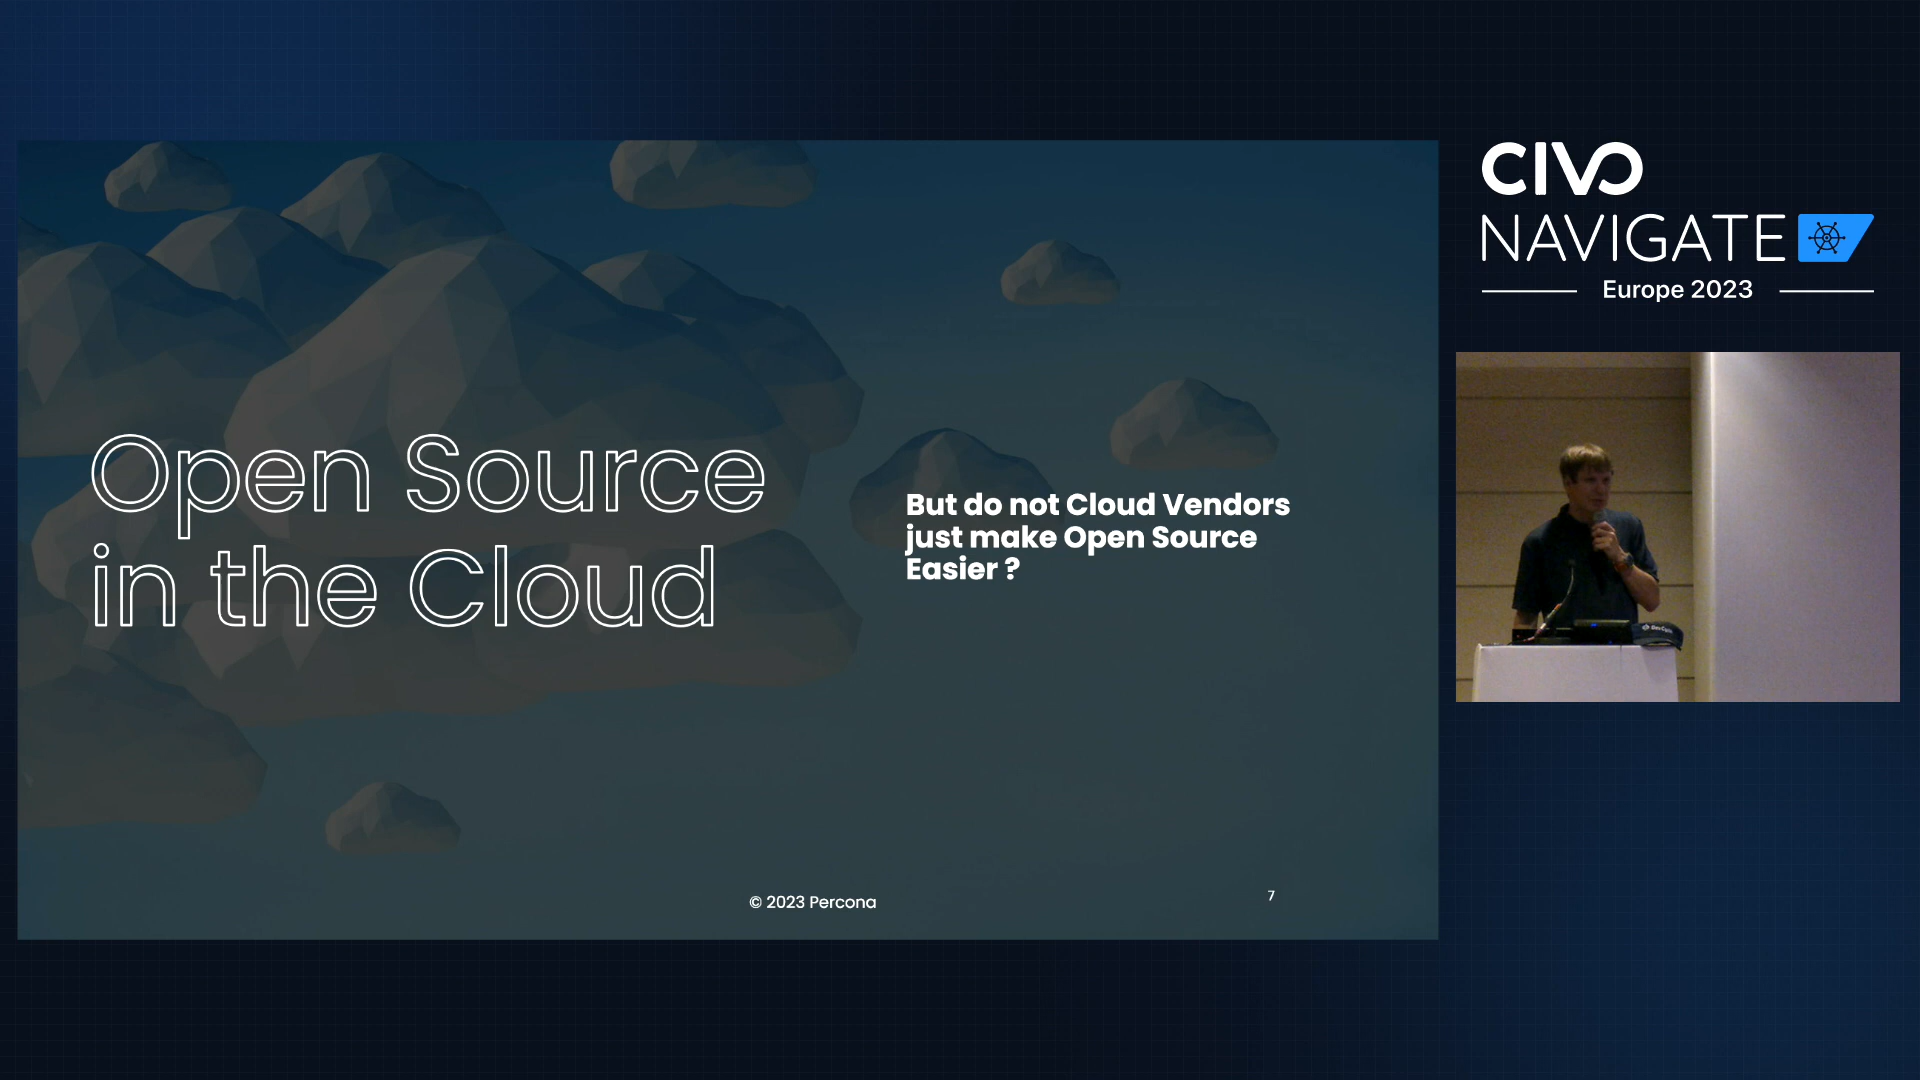 Open Source
in the Cloud
But do not Cloud Vendors
just make Open Source
Easier ?
© 2023 Percona
7
CIVO
NAVIGATE
Europe 2023